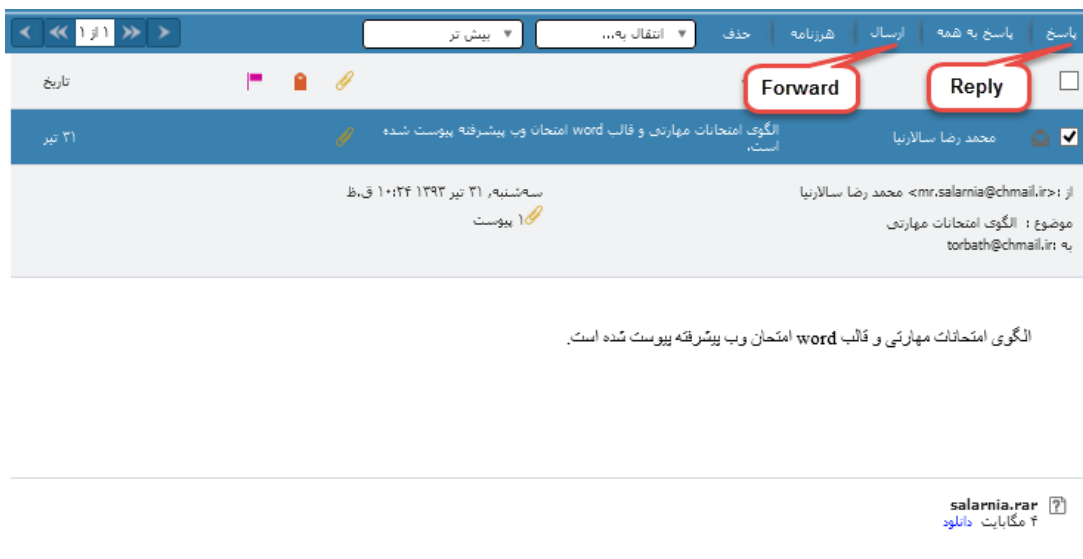 پاسخ پاسخ به همه ارسال هرزنامه حذف انتقال به... بیش تر ۱ از ۱
Reply Forward تاریخ
محمد رضا سالارنیا الگوی امتحانات مهارتی و قالب word امتحان وب پیشرفته پیوست شده است. ۳۱ تیر
از :<mr.salarnia@chmail.ir> محمد رضا سالارنیا سه‌شنبه, ۳۱ تیر ۱۳۹۳ ۱۰:۲۴ ق.ظ
موضوع : الگوی امتحانات مهارتی ۱ پیوست
به :torbath@chmail.ir
الگوی امتحانات مهارتی و قالب word امتحان وب پیشرفته پیوست شده است.
salarnia.rar
۴ مگابایت دانلود